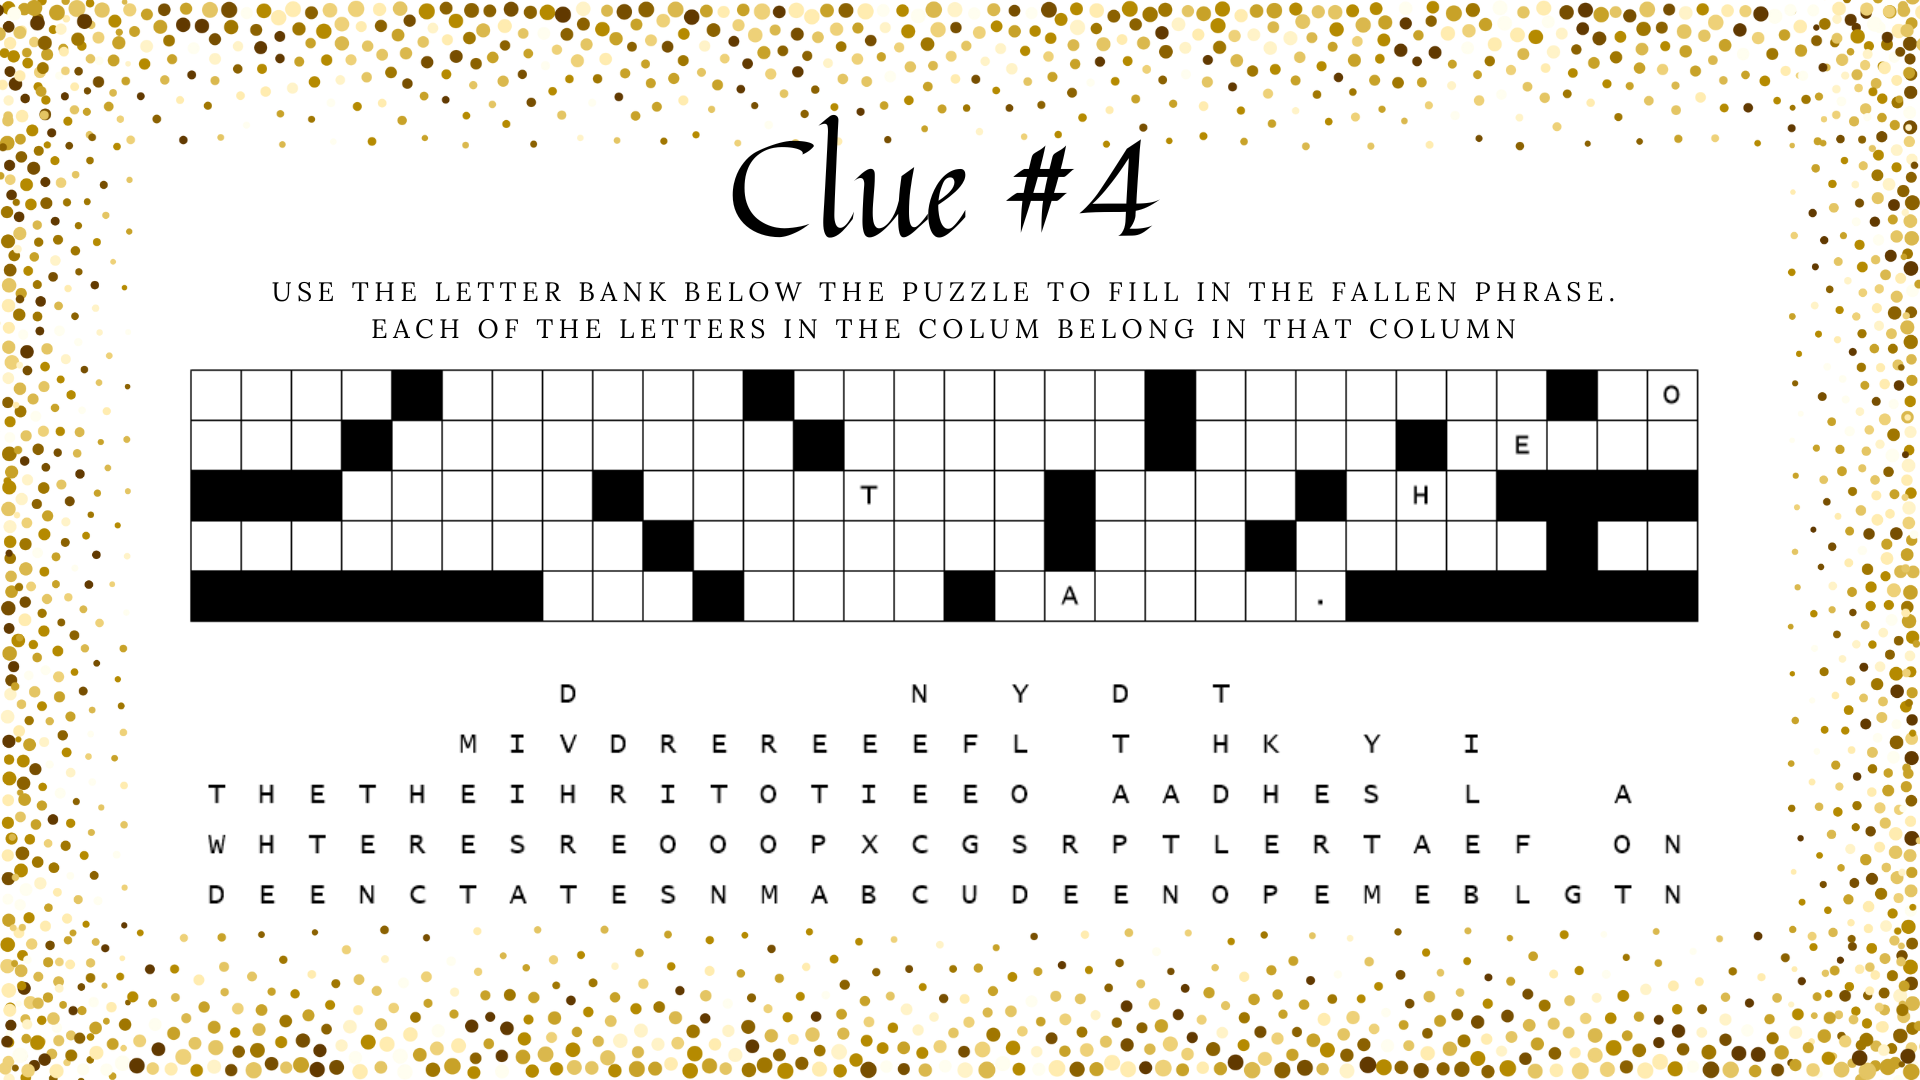 Clue #4
USE THE LETTER BANK BELOW THE PUZZLE TO FILL IN THE FALLEN PHRASE.
EACH OF THE LETTERS IN THE COLUM BELONG IN THAT COLUMN
O
E
T H
A .
D N Y D T
M I V D R E R E E E F L T H K Y I
T H E T H E I H R I T O T I E E O A A D H E S L A
W H T E R E S R E O O O P X C G S R P T L E R T A E F O N
D E E N C T A T E S N M A B C U D E E N O P E M E B L G T N